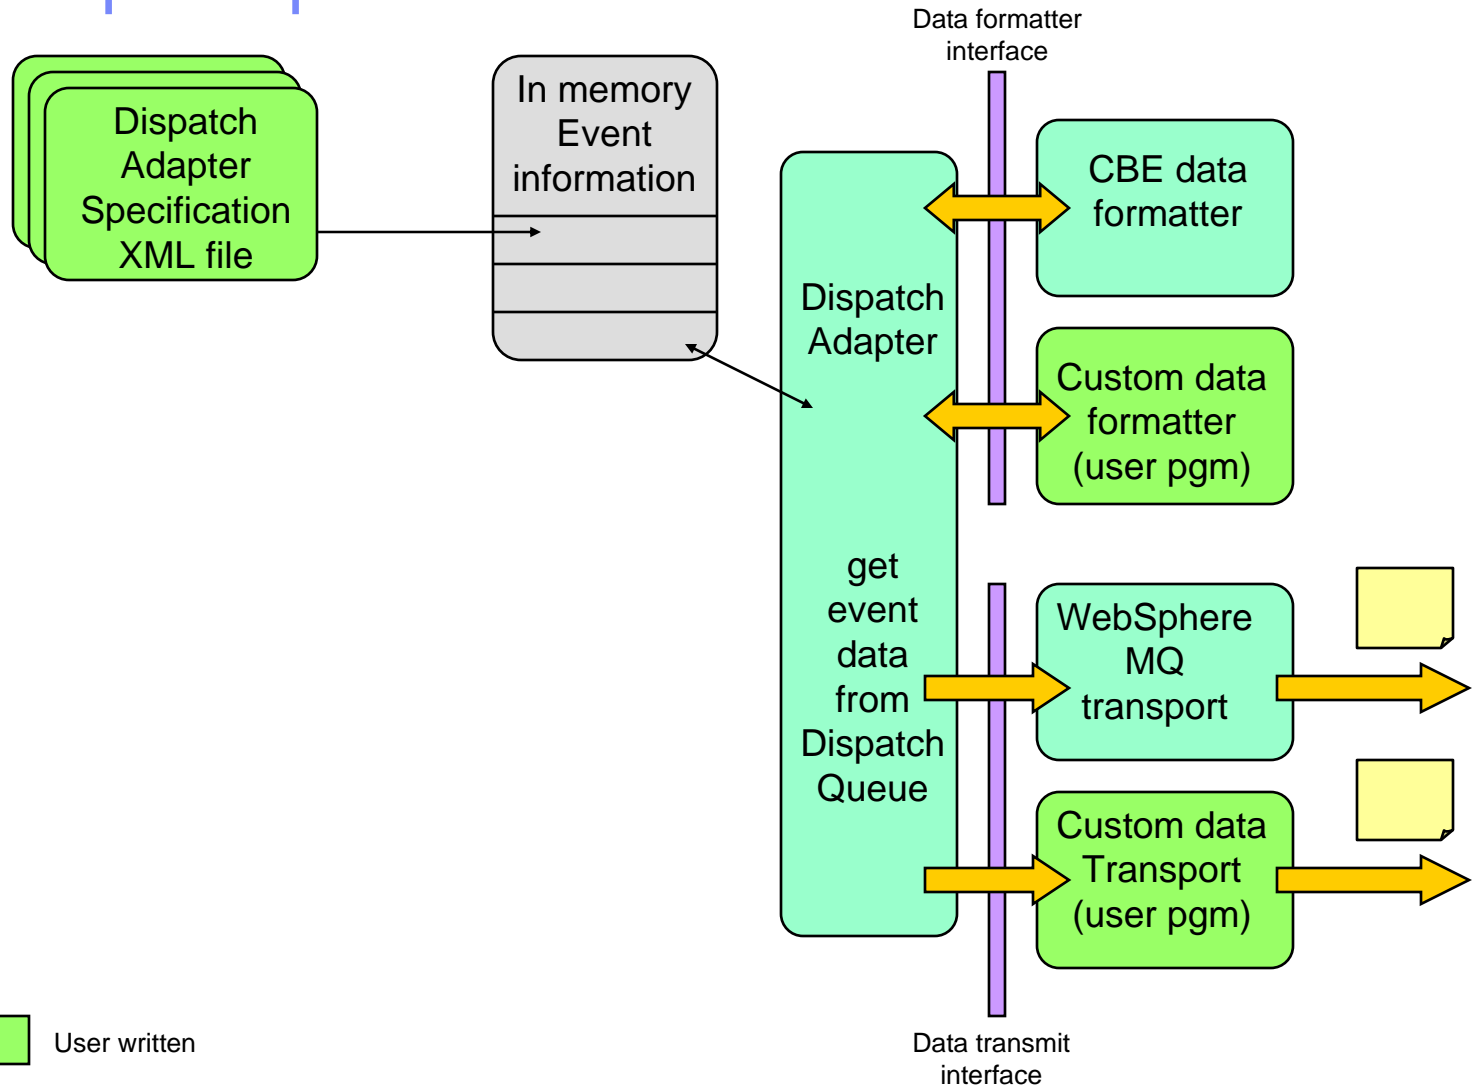 Data formatter
interface
Dispatch
Adapter
Specification
XML file
In memory
Event
information
CBE data
formatter
Dispatch
Adapter
Custom data
formatter
(user pgm)
get
event
data
from
Dispatch
Queue
WebSphere
MQ
transport
Custom data
Transport
(user pgm)
User written
Data transmit
interface